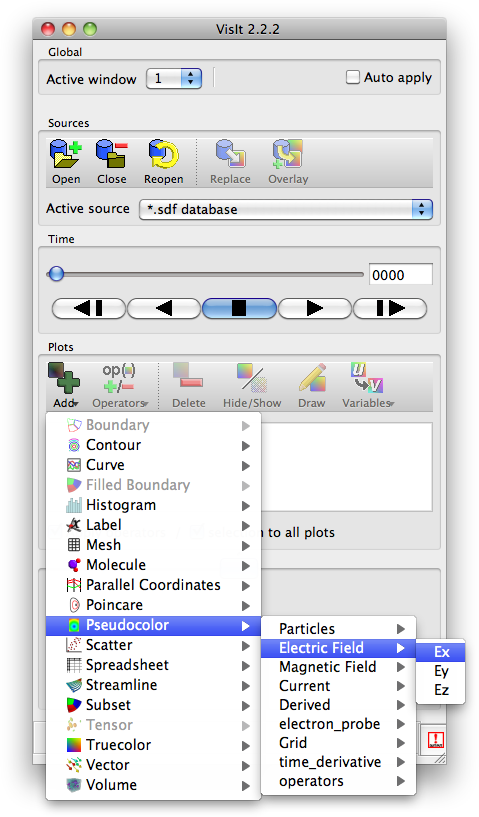 VisIt 2.2.2
Global
Active window 1 Auto apply
Sources
Open Close Reopen Replace Overlay
Active source *.sdf database
Time
0000
Plots
op() +/- u v
Add Operators Delete Hide/Show Draw Variables
Boundary
Contour
Curve
Filled Boundary
Histogram
Label
to all plots
Mesh
Molecule
Parallel Coordinates
Poincare
Pseudocolor
Particles
Scatter
Electric Field
Ex
Spreadsheet
Magnetic Field
Ey
Streamline
Current
Ez
Subset
Derived
Tensor
electron_probe
Truecolor
Grid
Vector
time_derivative
Volume
operators